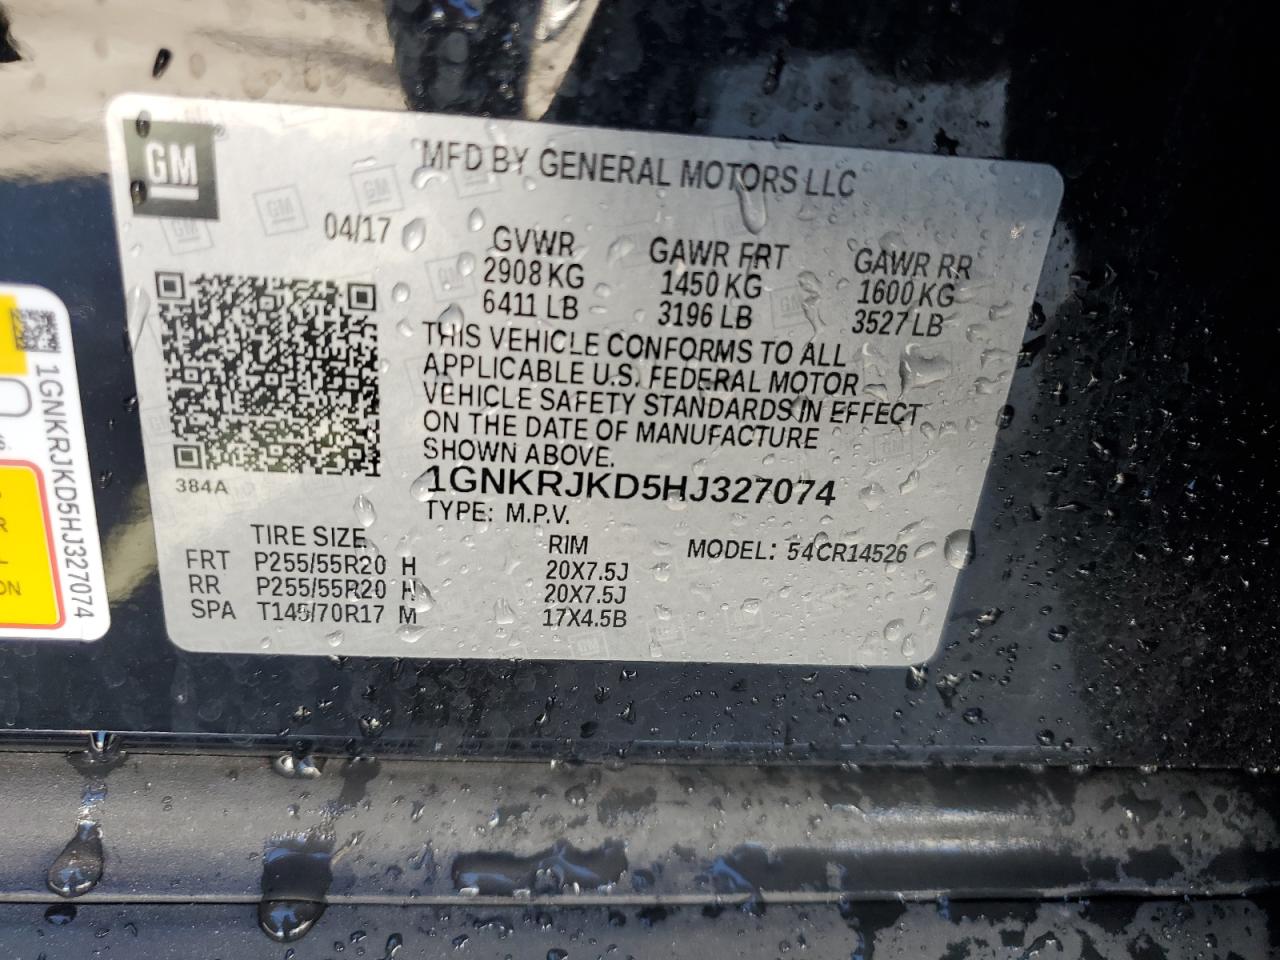 GM
MFD BY GENERAL MOTORS LLC
04/17
GVWR GAWR FRT GAWR RR
2908 KG 1450 KG 1600 KG
6411 LB 3196 LB 3527 LB
THIS VEHICLE CONFORMS TO ALL
APPLICABLE U.S. FEDERAL MOTOR
VEHICLE SAFETY STANDARDS IN EFFECT
ON THE DATE OF MANUFACTURE
SHOWN ABOVE.
384A
1GNKRJKD5HJ327074
TYPE: M.P.V.
TIRE SIZE RIM MODEL: 54CR14526
FRT P255/55R20 H 20X7.5J
RR P255/55R20 H 20X7.5J
SPA T145/70R17 M 17X4.5B
1GNKRJKD5HJ327074